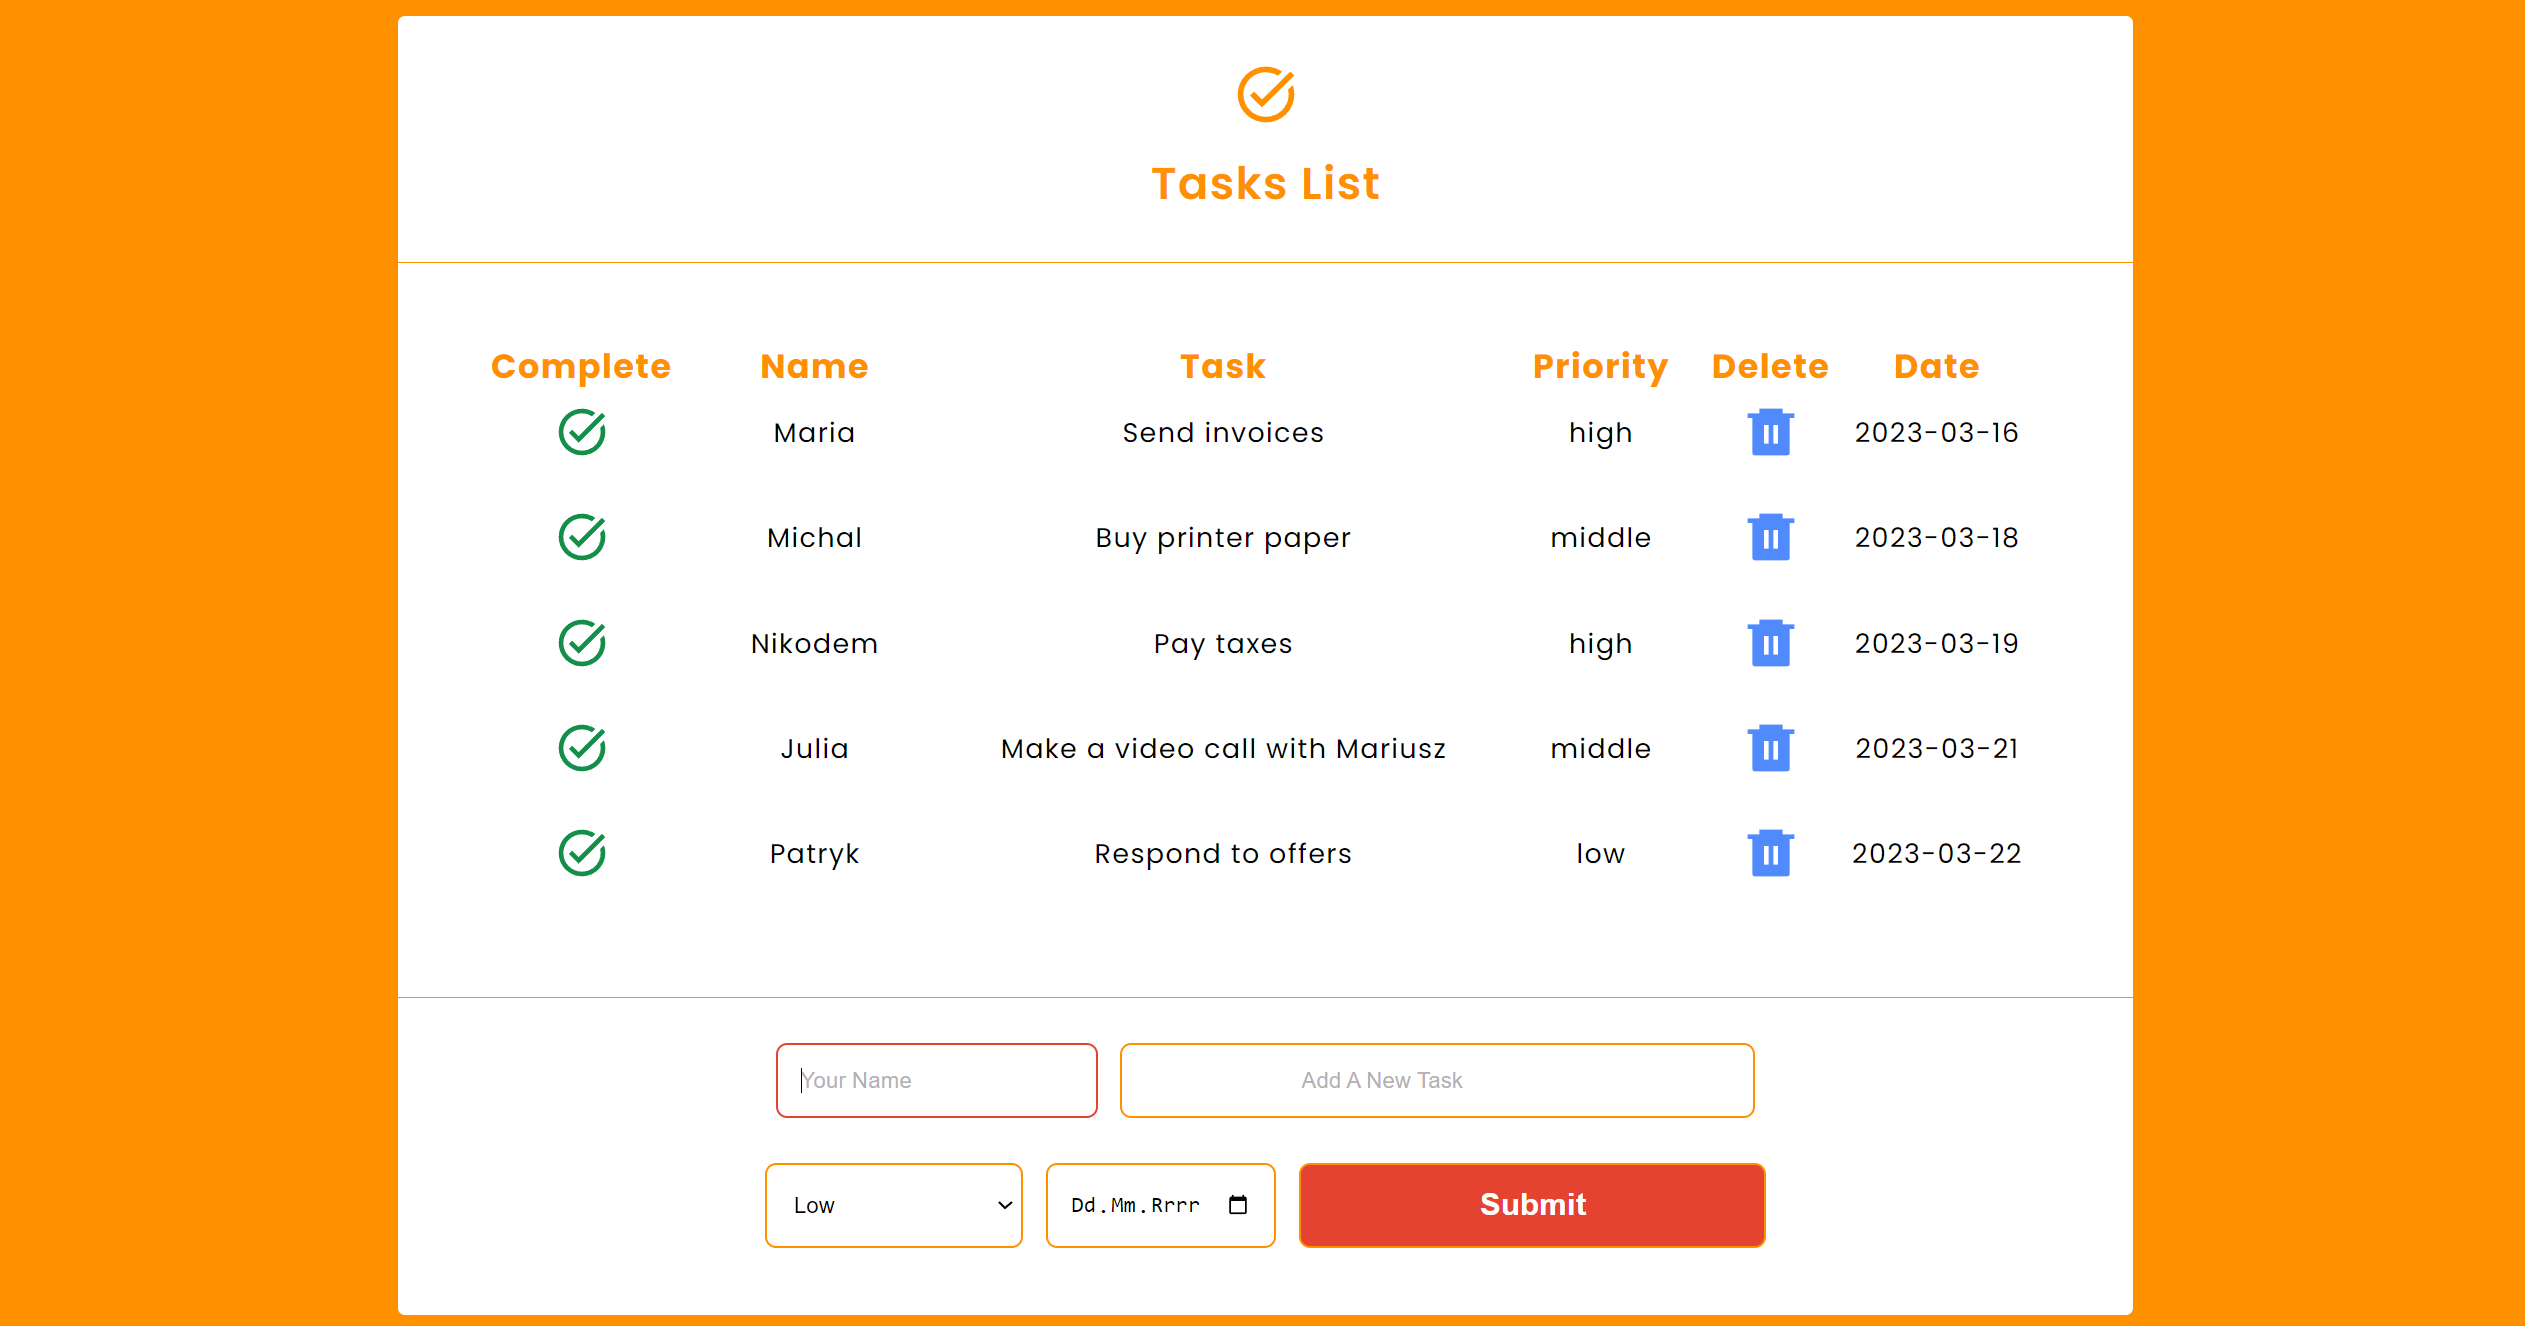 Tasks List
Complete Name Task Priority Delete Date
Maria Send invoices high 2023-03-16
Michal Buy printer paper middle 2023-03-18
Nikodem Pay taxes high 2023-03-19
Julia Make a video call with Mariusz middle 2023-03-21
Patryk Respond to offers low 2023-03-22
Your Name Add A New Task
Low Dd.Mm.Rrrr Submit